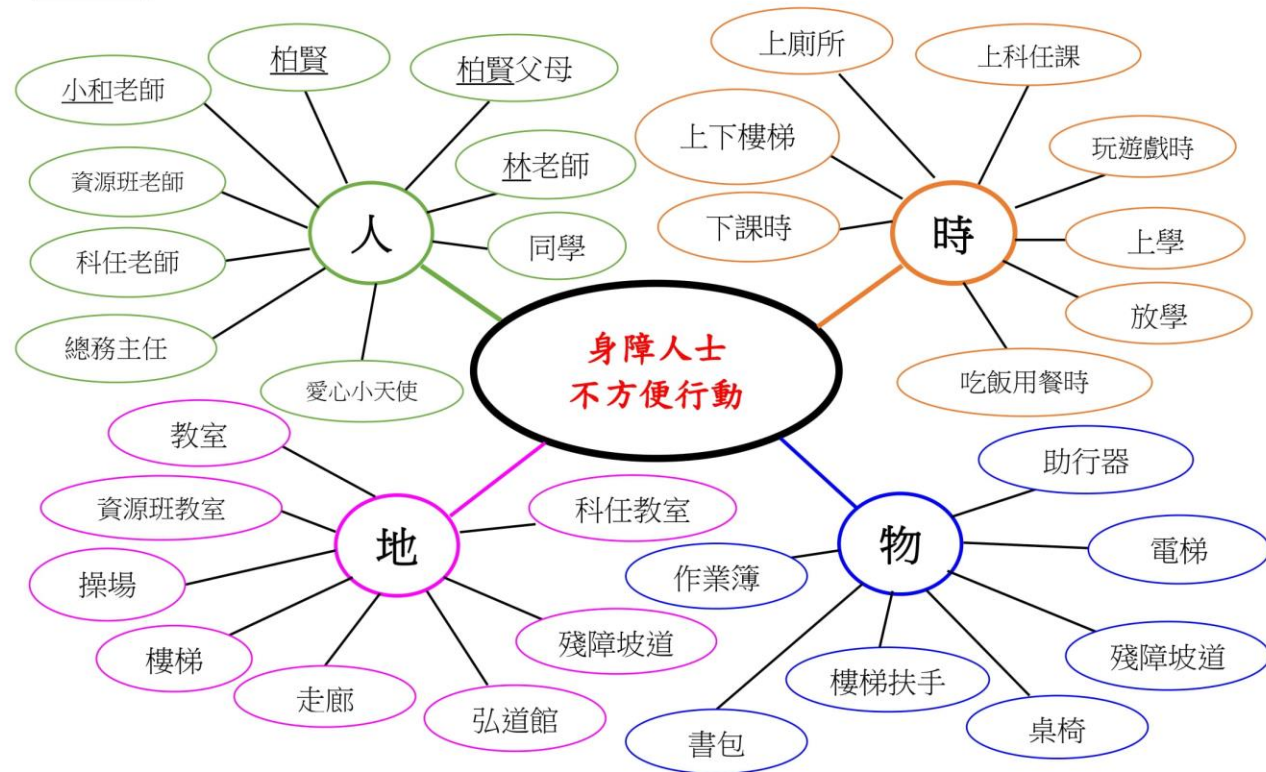 身障人士
不方便行動
人
柏賢
柏賢父母
小和老師
林老師
資源班老師
同學
科任老師
總務主任
愛心小天使
時
上廁所
上科任課
上下樓梯
玩遊戲時
下課時
上學
放學
吃飯用餐時
地
教室
資源班教室
科任教室
操場
樓梯
走廊
弘道館
殘障坡道
物
助行器
電梯
作業簿
殘障坡道
樓梯扶手
桌椅
書包